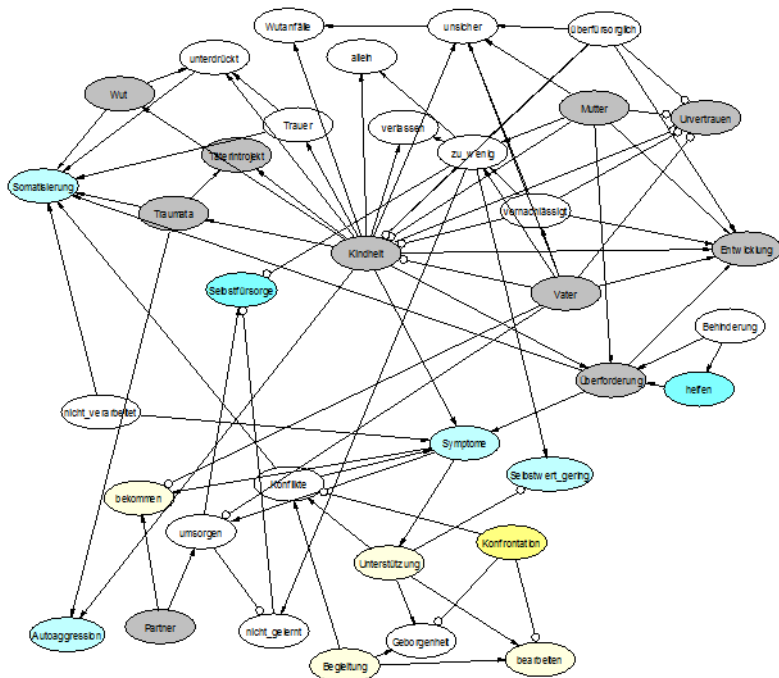 Wutanfälle
unsicher
überfürsorglich
unterdrückt
allein
Wut
Mutter
Trauer
verlassen
Urvertrauen
zu_wenig
Täterintrojekt
Somatisierung
Traumata
vernachlässigt
Kindheit
Entwicklung
Selbstfürsorge
Vater
Behinderung
Überforderung
helfen
nicht_verarbeitet
Symptome
Selbstwert_gering
Konflikte
bekommen
umsorgen
Konfrontation
Unterstützung
Autoaggression
Partner
nicht_gelernt
Geborgenheit
Begleitung
bearbeiten